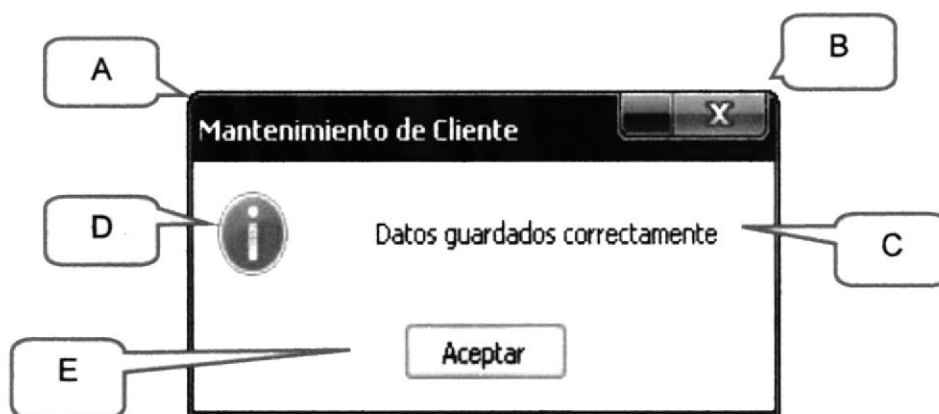 A
B
Mantenimiento de Cliente
X
D
i
Datos guardados correctamente
C
E
Aceptar